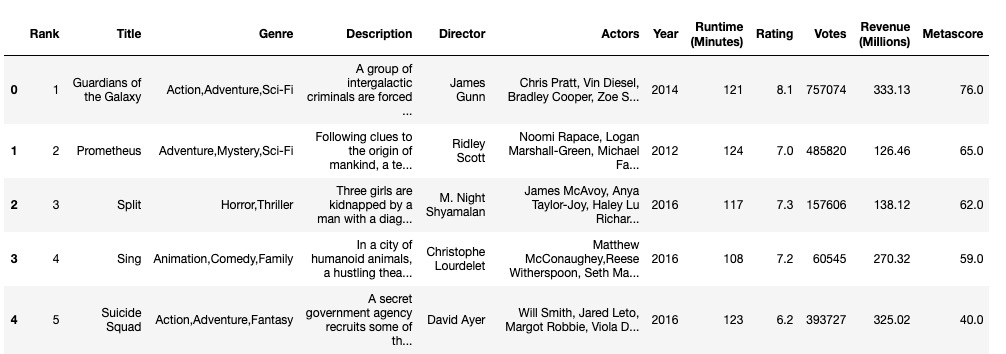 Rank Title Genre Description Director Actors Year Runtime (Minutes) Rating Votes Revenue (Millions) Metascore
0 1 Guardians of the Galaxy Action,Adventure,Sci-Fi A group of intergalactic criminals are forced ... James Gunn Chris Pratt, Vin Diesel, Bradley Cooper, Zoe S... 2014 121 8.1 757074 333.13 76.0
1 2 Prometheus Adventure,Mystery,Sci-Fi Following clues to the origin of mankind, a te... Ridley Scott Noomi Rapace, Logan Marshall-Green, Michael Fa... 2012 124 7.0 485820 126.46 65.0
2 3 Split Horror,Thriller Three girls are kidnapped by a man with a diag... M. Night Shyamalan James McAvoy, Anya Taylor-Joy, Haley Lu Richar... 2016 117 7.3 157606 138.12 62.0
3 4 Sing Animation,Comedy,Family In a city of humanoid animals, a hustling thea... Christophe Lourdelet Matthew McConaughey,Reese Witherspoon, Seth Ma... 2016 108 7.2 60545 270.32 59.0
4 5 Suicide Squad Action,Adventure,Fantasy A secret government agency recruits some of th... David Ayer Will Smith, Jared Leto, Margot Robbie, Viola D... 2016 123 6.2 393727 325.02 40.0